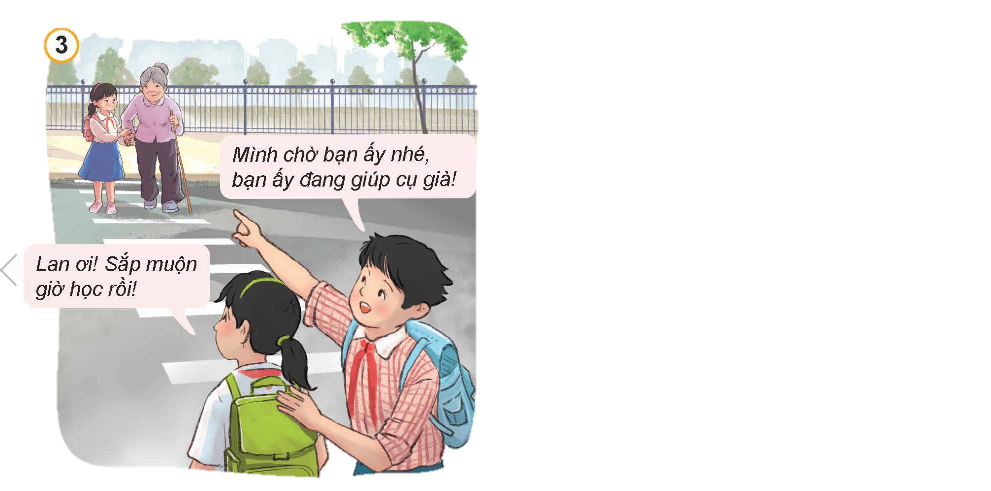 3
Mình chờ bạn ấy nhé,
bạn ấy đang giúp cụ già!
Lan ơi! Sắp muộn
giờ học rồi!